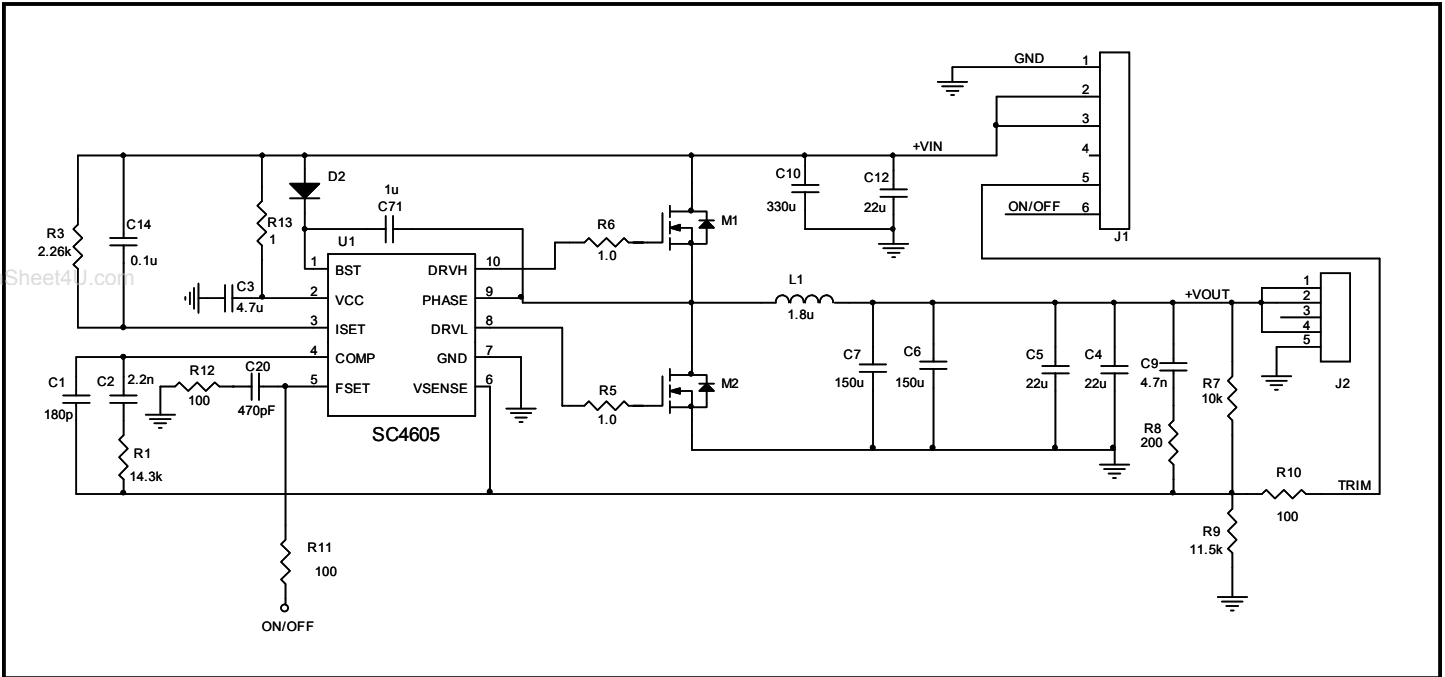 GND
1
2
3
4
5
6
ON/OFF
J1
+VIN
D2
1u
C71
C10
330u
C12
22u
R3
2.26k
C14
0.1u
R13
1
U1
R6
1.0
M1
Sheet4U.com
C3
4.7u
1
BST
2
VCC
3
ISET
4
COMP
5
FSET
DRVH
10
PHASE
9
DRVL
8
GND
7
VSENSE
6
SC4605
L1
1.8u
+VOUT
1
2
3
4
5
J2
C1
180p
C2
2.2n
R12
100
C20
470pF
R5
1.0
M2
C7
150u
C6
150u
C5
22u
C4
22u
C9
4.7n
R7
10k
R8
200
R1
14.3k
R10
100
TRIM
R9
11.5k
R11
100
ON/OFF